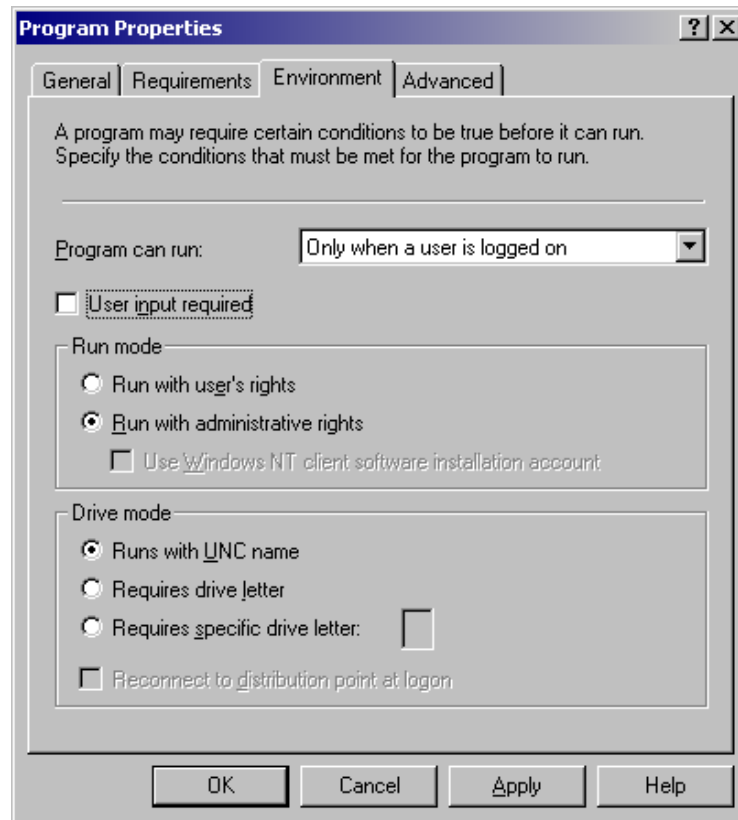 Program Properties
General Requirements Environment Advanced
A program may require certain conditions to be true before it can run.
Specify the conditions that must be met for the program to run.
Program can run: Only when a user is logged on
User input required
Run mode
Run with user's rights
Run with administrative rights
Use Windows NT client software installation account
Drive mode
Runs with UNC name
Requires drive letter
Requires specific drive letter:
Reconnect to distribution point at logon
OK Cancel Apply Help